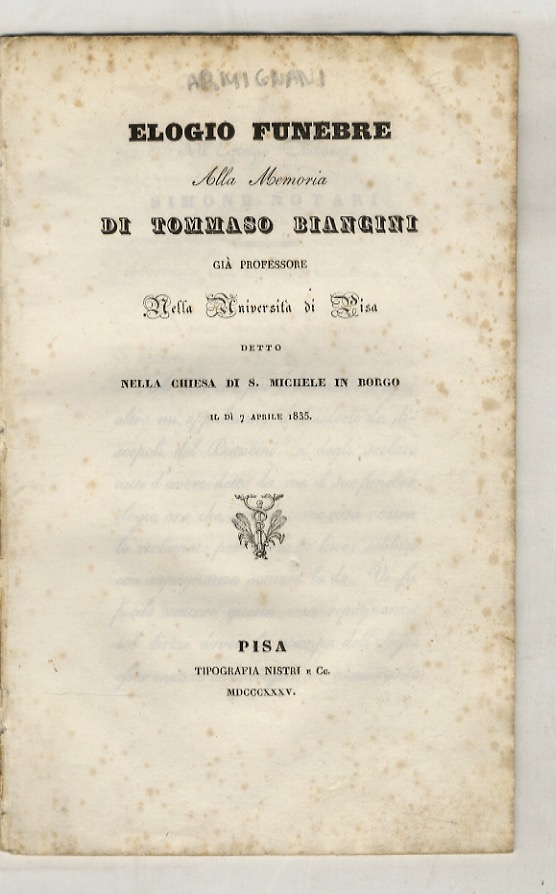 ARMIGNANI
ELOGIO FUNEBRE
Alla Memoria
DI TOMMASO BIANCINI
GIÀ PROFESSORE
Nella Università di Pisa
DETTO
NELLA CHIESA DI S. MICHELE IN BORGO
IL DÌ 7 APRILE 1835.
PISA
TIPOGRAFIA NISTRI E CC.
MDCCCXXXV.